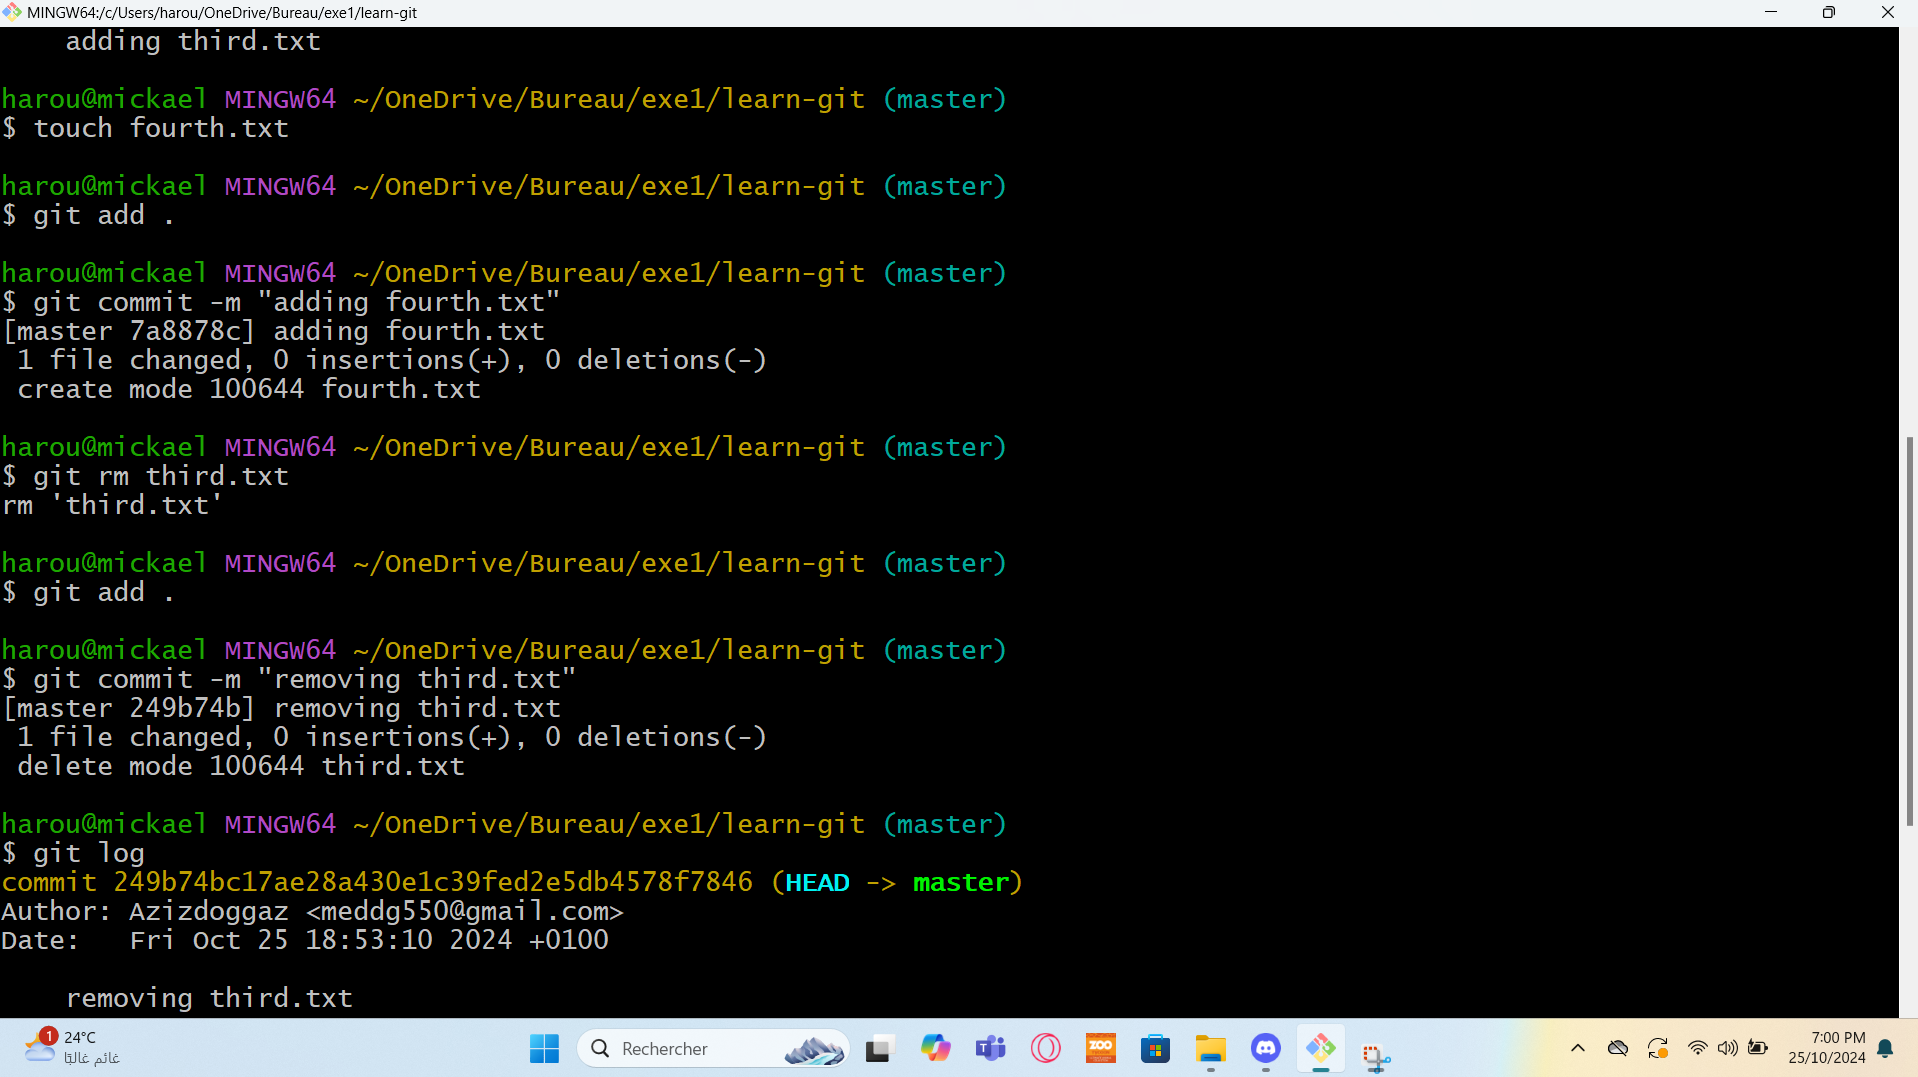 MINGW64:/c/Users/harou/OneDrive/Bureau/exe1/learn-git
    adding third.txt
harou@mickael MINGW64 ~/OneDrive/Bureau/exe1/learn-git (master)
$ touch fourth.txt
harou@mickael MINGW64 ~/OneDrive/Bureau/exe1/learn-git (master)
$ git add .
harou@mickael MINGW64 ~/OneDrive/Bureau/exe1/learn-git (master)
$ git commit -m "adding fourth.txt"
[master 7a8878c] adding fourth.txt
 1 file changed, 0 insertions(+), 0 deletions(-)
 create mode 100644 fourth.txt
harou@mickael MINGW64 ~/OneDrive/Bureau/exe1/learn-git (master)
$ git rm third.txt
rm 'third.txt'
harou@mickael MINGW64 ~/OneDrive/Bureau/exe1/learn-git (master)
$ git add .
harou@mickael MINGW64 ~/OneDrive/Bureau/exe1/learn-git (master)
$ git commit -m "removing third.txt"
[master 249b74b] removing third.txt
 1 file changed, 0 insertions(+), 0 deletions(-)
 delete mode 100644 third.txt
harou@mickael MINGW64 ~/OneDrive/Bureau/exe1/learn-git (master)
$ git log
commit 249b74bc17ae28a430e1c39fed2e5db4578f7846 (HEAD -> master)
Author: Azizdoggaz <meddg550@gmail.com>
Date:   Fri Oct 25 18:53:10 2024 +0100
    removing third.txt
1
24°C
غائم غالبًا
Rechercher
ZOO
7:00 PM
25/10/2024